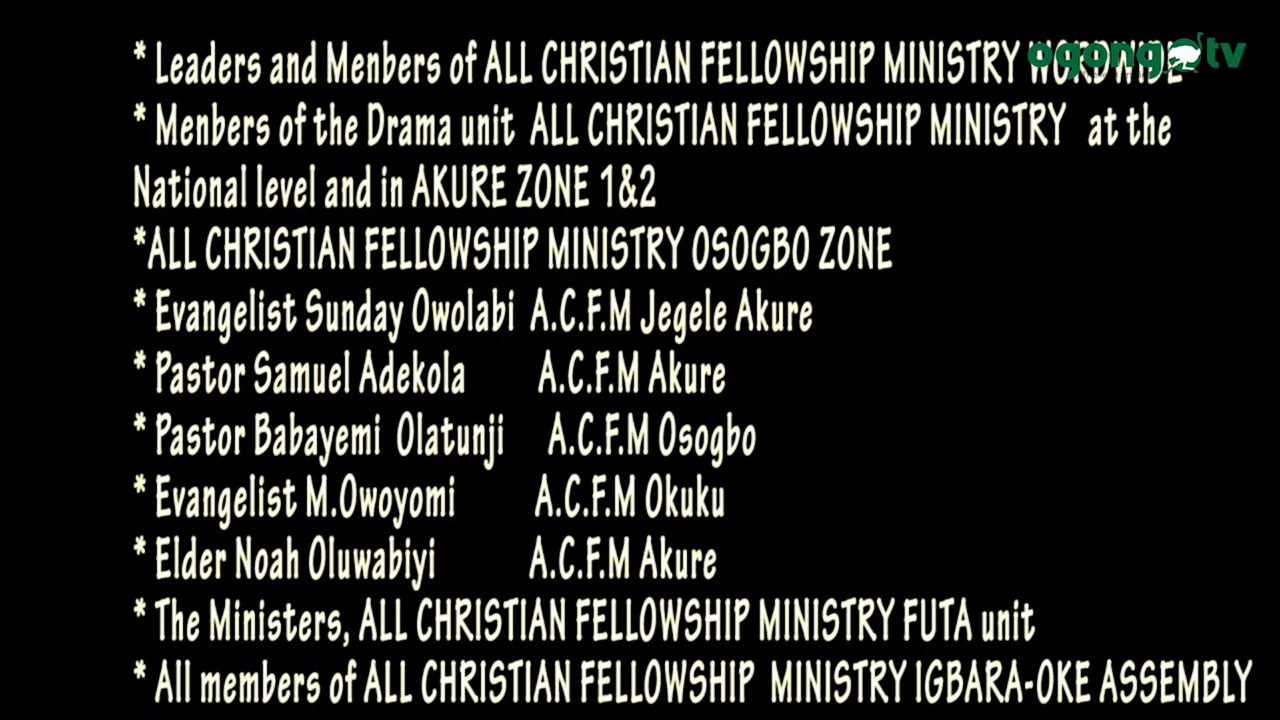 * Leaders and Menbers of ALL CHRISTIAN FELLOWSHIP MINISTRY WORDWIDE
ogongo tv
* Menbers of the Drama unit ALL CHRISTIAN FELLOWSHIP MINISTRY at the
National level and in AKURE ZONE 1&2
*ALL CHRISTIAN FELLOWSHIP MINISTRY OSOGBO ZONE
* Evangelist Sunday Owolabi A.C.F.M Jegele Akure
* Pastor Samuel Adekola A.C.F.M Akure
* Pastor Babayemi Olatunji A.C.F.M Osogbo
* Evangelist M.Owoyomi A.C.F.M Okuku
* Elder Noah Oluwabiyi A.C.F.M Akure
* The Ministers, ALL CHRISTIAN FELLOWSHIP MINISTRY FUTA unit
* All members of ALL CHRISTIAN FELLOWSHIP MINISTRY IGBARA-OKE ASSEMBLY